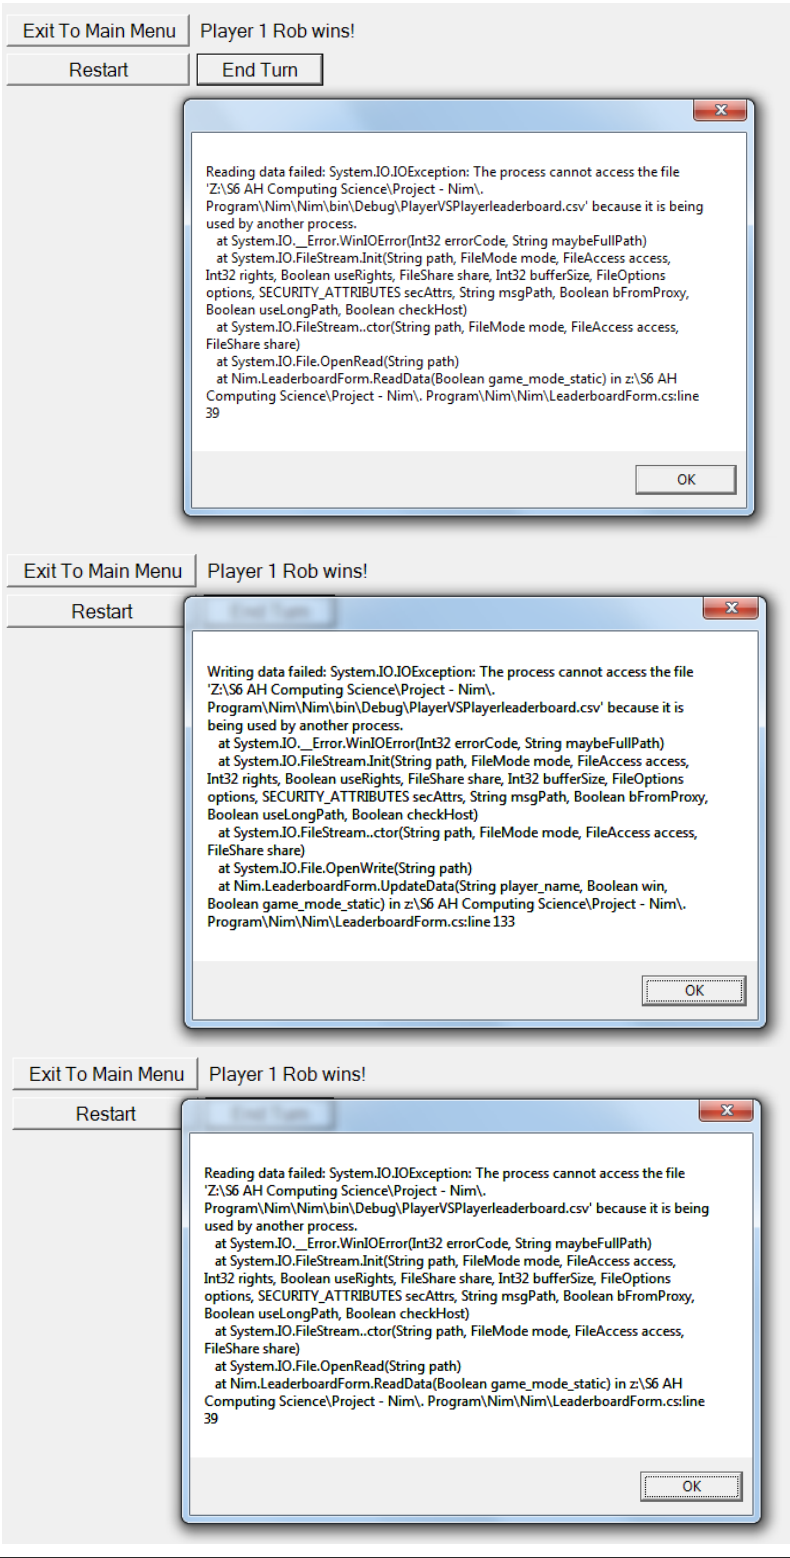 Exit To Main Menu Player 1 Rob wins!
Restart End Turn
x
Reading data failed: System.IO.IOException: The process cannot access the file
'Z:\S6 AH Computing Science\Project - Nim\.
Program\Nim\Nim\bin\Debug\PlayerVSPlayerleaderboard.csv' because it is being
used by another process.
at System.IO.__Error.WinIOError(Int32 errorCode, String maybeFullPath)
at System.IO.FileStream.Init(String path, FileMode mode, FileAccess access,
Int32 rights, Boolean useRights, FileShare share, Int32 bufferSize, FileOptions
options, SECURITY_ATTRIBUTES secAttrs, String msgPath, Boolean bFromProxy,
Boolean useLongPath, Boolean checkHost)
at System.IO.FileStream..ctor(String path, FileMode mode, FileAccess access,
FileShare share)
at System.IO.File.OpenRead(String path)
at Nim.LeaderboardForm.ReadData(Boolean game_mode_static) in z:\S6 AH
Computing Science\Project - Nim\. Program\Nim\Nim\LeaderboardForm.cs:line
39
OK
Exit To Main Menu Player 1 Rob wins!
Restart End Turn
x
Writing data failed: System.IO.IOException: The process cannot access the file
'Z:\S6 AH Computing Science\Project - Nim\.
Program\Nim\Nim\bin\Debug\PlayerVSPlayerleaderboard.csv' because it is
being used by another process.
at System.IO.__Error.WinIOError(Int32 errorCode, String maybeFullPath)
at System.IO.FileStream.Init(String path, FileMode mode, FileAccess access,
Int32 rights, Boolean useRights, FileShare share, Int32 bufferSize, FileOptions
options, SECURITY_ATTRIBUTES secAttrs, String msgPath, Boolean bFromProxy,
Boolean useLongPath, Boolean checkHost)
at System.IO.FileStream..ctor(String path, FileMode mode, FileAccess access,
FileShare share)
at System.IO.File.OpenWrite(String path)
at Nim.LeaderboardForm.UpdateData(String player_name, Boolean win,
Boolean game_mode_static) in z:\S6 AH Computing Science\Project - Nim\.
Program\Nim\Nim\LeaderboardForm.cs:line 133
OK
Exit To Main Menu Player 1 Rob wins!
Restart End Turn
x
Reading data failed: System.IO.IOException: The process cannot access the file
'Z:\S6 AH Computing Science\Project - Nim\.
Program\Nim\Nim\bin\Debug\PlayerVSPlayerleaderboard.csv' because it is being
used by another process.
at System.IO.__Error.WinIOError(Int32 errorCode, String maybeFullPath)
at System.IO.FileStream.Init(String path, FileMode mode, FileAccess access,
Int32 rights, Boolean useRights, FileShare share, Int32 bufferSize, FileOptions
options, SECURITY_ATTRIBUTES secAttrs, String msgPath, Boolean bFromProxy,
Boolean useLongPath, Boolean checkHost)
at System.IO.FileStream..ctor(String path, FileMode mode, FileAccess access,
FileShare share)
at System.IO.File.OpenRead(String path)
at Nim.LeaderboardForm.ReadData(Boolean game_mode_static) in z:\S6 AH
Computing Science\Project - Nim\. Program\Nim\Nim\LeaderboardForm.cs:line
39
OK